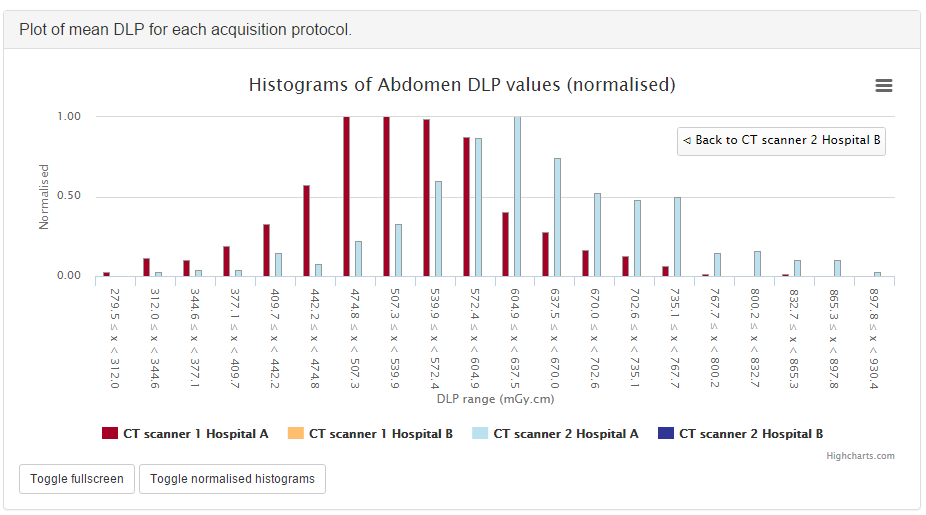 Plot of mean DLP for each acquisition protocol.
Histograms of Abdomen DLP values (normalised)
◁ Back to CT scanner 2 Hospital B
Normalised
1.00
0.50
0.00
279.5 ≤ x < 312.0
312.0 ≤ x < 344.6
344.6 ≤ x < 377.1
377.1 ≤ x < 409.7
409.7 ≤ x < 442.2
442.2 ≤ x < 474.8
474.8 ≤ x < 507.3
507.3 ≤ x < 539.9
539.9 ≤ x < 572.4
572.4 ≤ x < 604.9
604.9 ≤ x < 637.5
637.5 ≤ x < 670.0
670.0 ≤ x < 702.6
702.6 ≤ x < 735.1
735.1 ≤ x < 767.7
767.7 ≤ x < 800.2
800.2 ≤ x < 832.7
832.7 ≤ x < 865.3
865.3 ≤ x < 897.8
897.8 ≤ x < 930.4
DLP range (mGy.cm)
CT scanner 1 Hospital A CT scanner 1 Hospital B CT scanner 2 Hospital A CT scanner 2 Hospital B
Highcharts.com
Toggle fullscreen Toggle normalised histograms